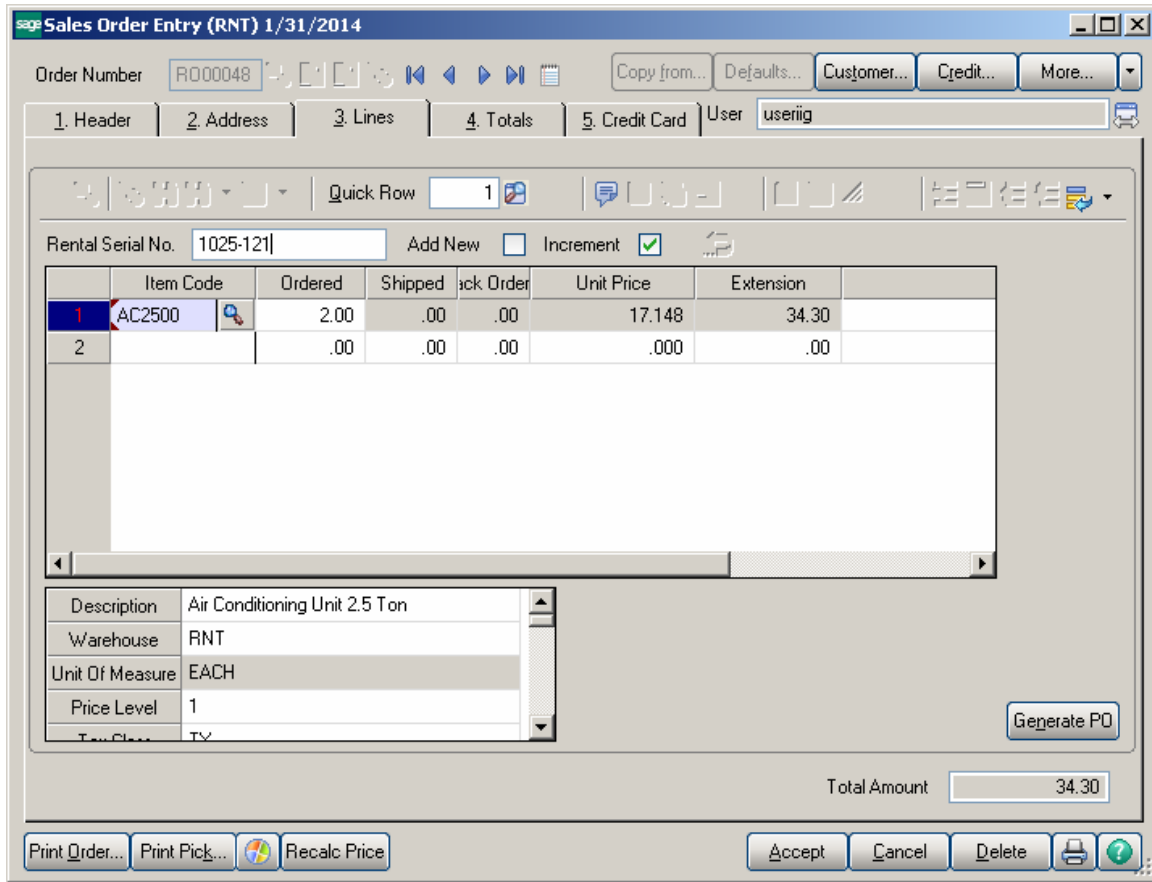 sage Sales Order Entry (RNT) 1/31/2014
Order Number RO00048 Copy from... Defaults... Customer... Credit... More...
1. Header 2. Address 3. Lines 4. Totals 5. Credit Card User useriig
Quick Row 1
Rental Serial No. 1025-121 Add New Increment
Item Code Ordered Shipped ack Order Unit Price Extension
1 AC2500 2.00 .00 .00 17.148 34.30
2 .00 .00 .00 .000 .00
Description Air Conditioning Unit 2.5 Ton
Warehouse RNT
Unit Of Measure EACH
Price Level 1
Tax Class TX
Generate PO
Total Amount 34.30
Print Order... Print Pick... Recalc Price Accept Cancel Delete